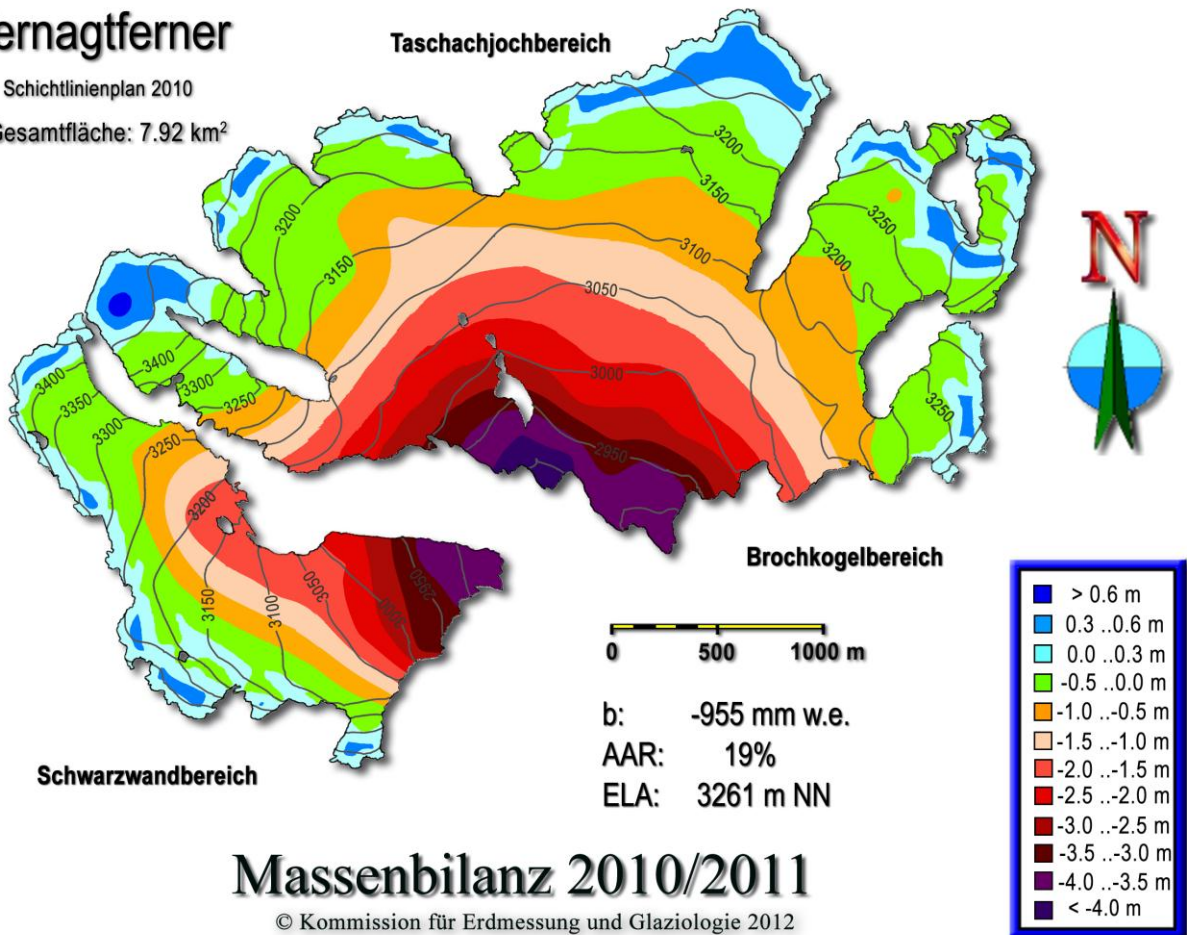 ernagtferner
Schichtlinienplan 2010
Gesamtfläche: 7.92 km²
Taschachjochbereich
N
3200
3150
3200
3150
3250
3200
3100
3050
3150
3200
3000
2950
3250
3400
3300
3250
3400
3350
3300
3250
3200
3150
3100
3050
3000
2950
Brochkogelbereich
Schwarzwandbereich
0 500 1000 m
b: -955 mm w.e.
AAR: 19%
ELA: 3261 m NN
> 0.6 m
0.3 ..0.6 m
0.0 ..0.3 m
-0.5 ..0.0 m
-1.0 ..-0.5 m
-1.5 ..-1.0 m
-2.0 ..-1.5 m
-2.5 ..-2.0 m
-3.0 ..-2.5 m
-3.5 ..-3.0 m
-4.0 ..-3.5 m
< -4.0 m
Massenbilanz 2010/2011
© Kommission für Erdmessung und Glaziologie 2012